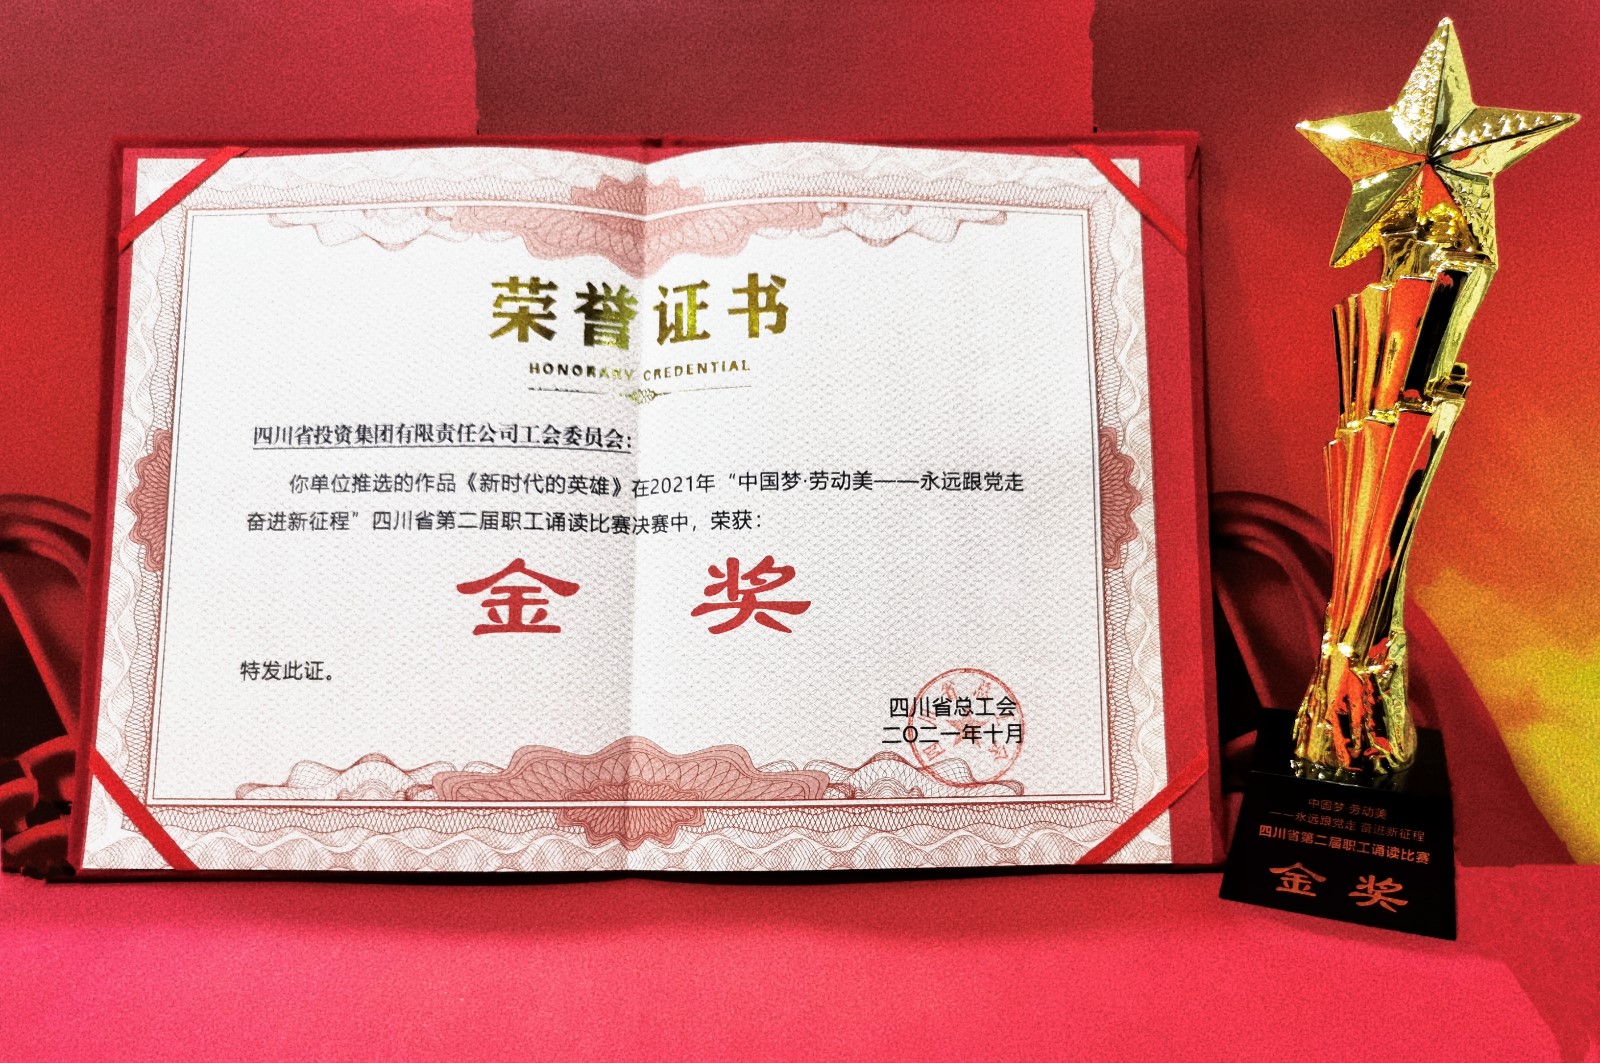 荣誉证书
HONORARY CREDENTIAL
四川省投资集团有限责任公司工会委员会：
你单位推选的作品《新时代的英雄》在2021年“中国梦·劳动美——永远跟党走
奋进新征程”四川省第二届职工诵读比赛决赛中，荣获：
金 奖
特发此证。
四川省总工会
二〇二一年十月
中国梦·劳动美
——永远跟党走 奋进新征程
四川省第二届职工诵读比赛
金 奖